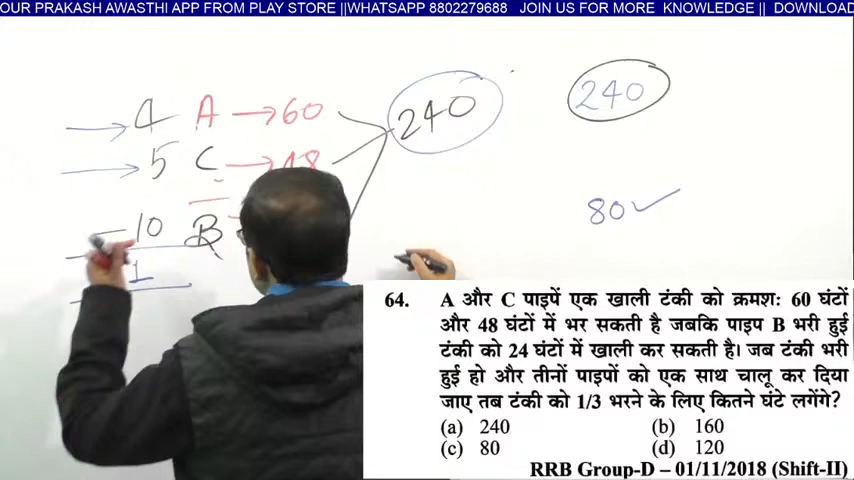 OUR PRAKASH AWASTHI APP FROM PLAY STORE ||WHATSAPP 8802279688 JOIN US FOR MORE KNOWLEDGE || DOWNLOAD
4 A → 60
240
240
5 C → 48
10 B
80 ✓
1
64. A और C पाइपें एक खाली टंकी को क्रमशः 60 घंटों
और 48 घंटों में भर सकती है जबकि पाइप B भरी हुई
टंकी को 24 घंटों में खाली कर सकती है। जब टंकी भरी
हुई हो और तीनों पाइपों को एक साथ चालू कर दिया
जाए तब टंकी को 1/3 भरने के लिए कितने घंटे लगेंगे?
(a) 240 (b) 160
(c) 80 (d) 120
RRB Group-D – 01/11/2018 (Shift-II)